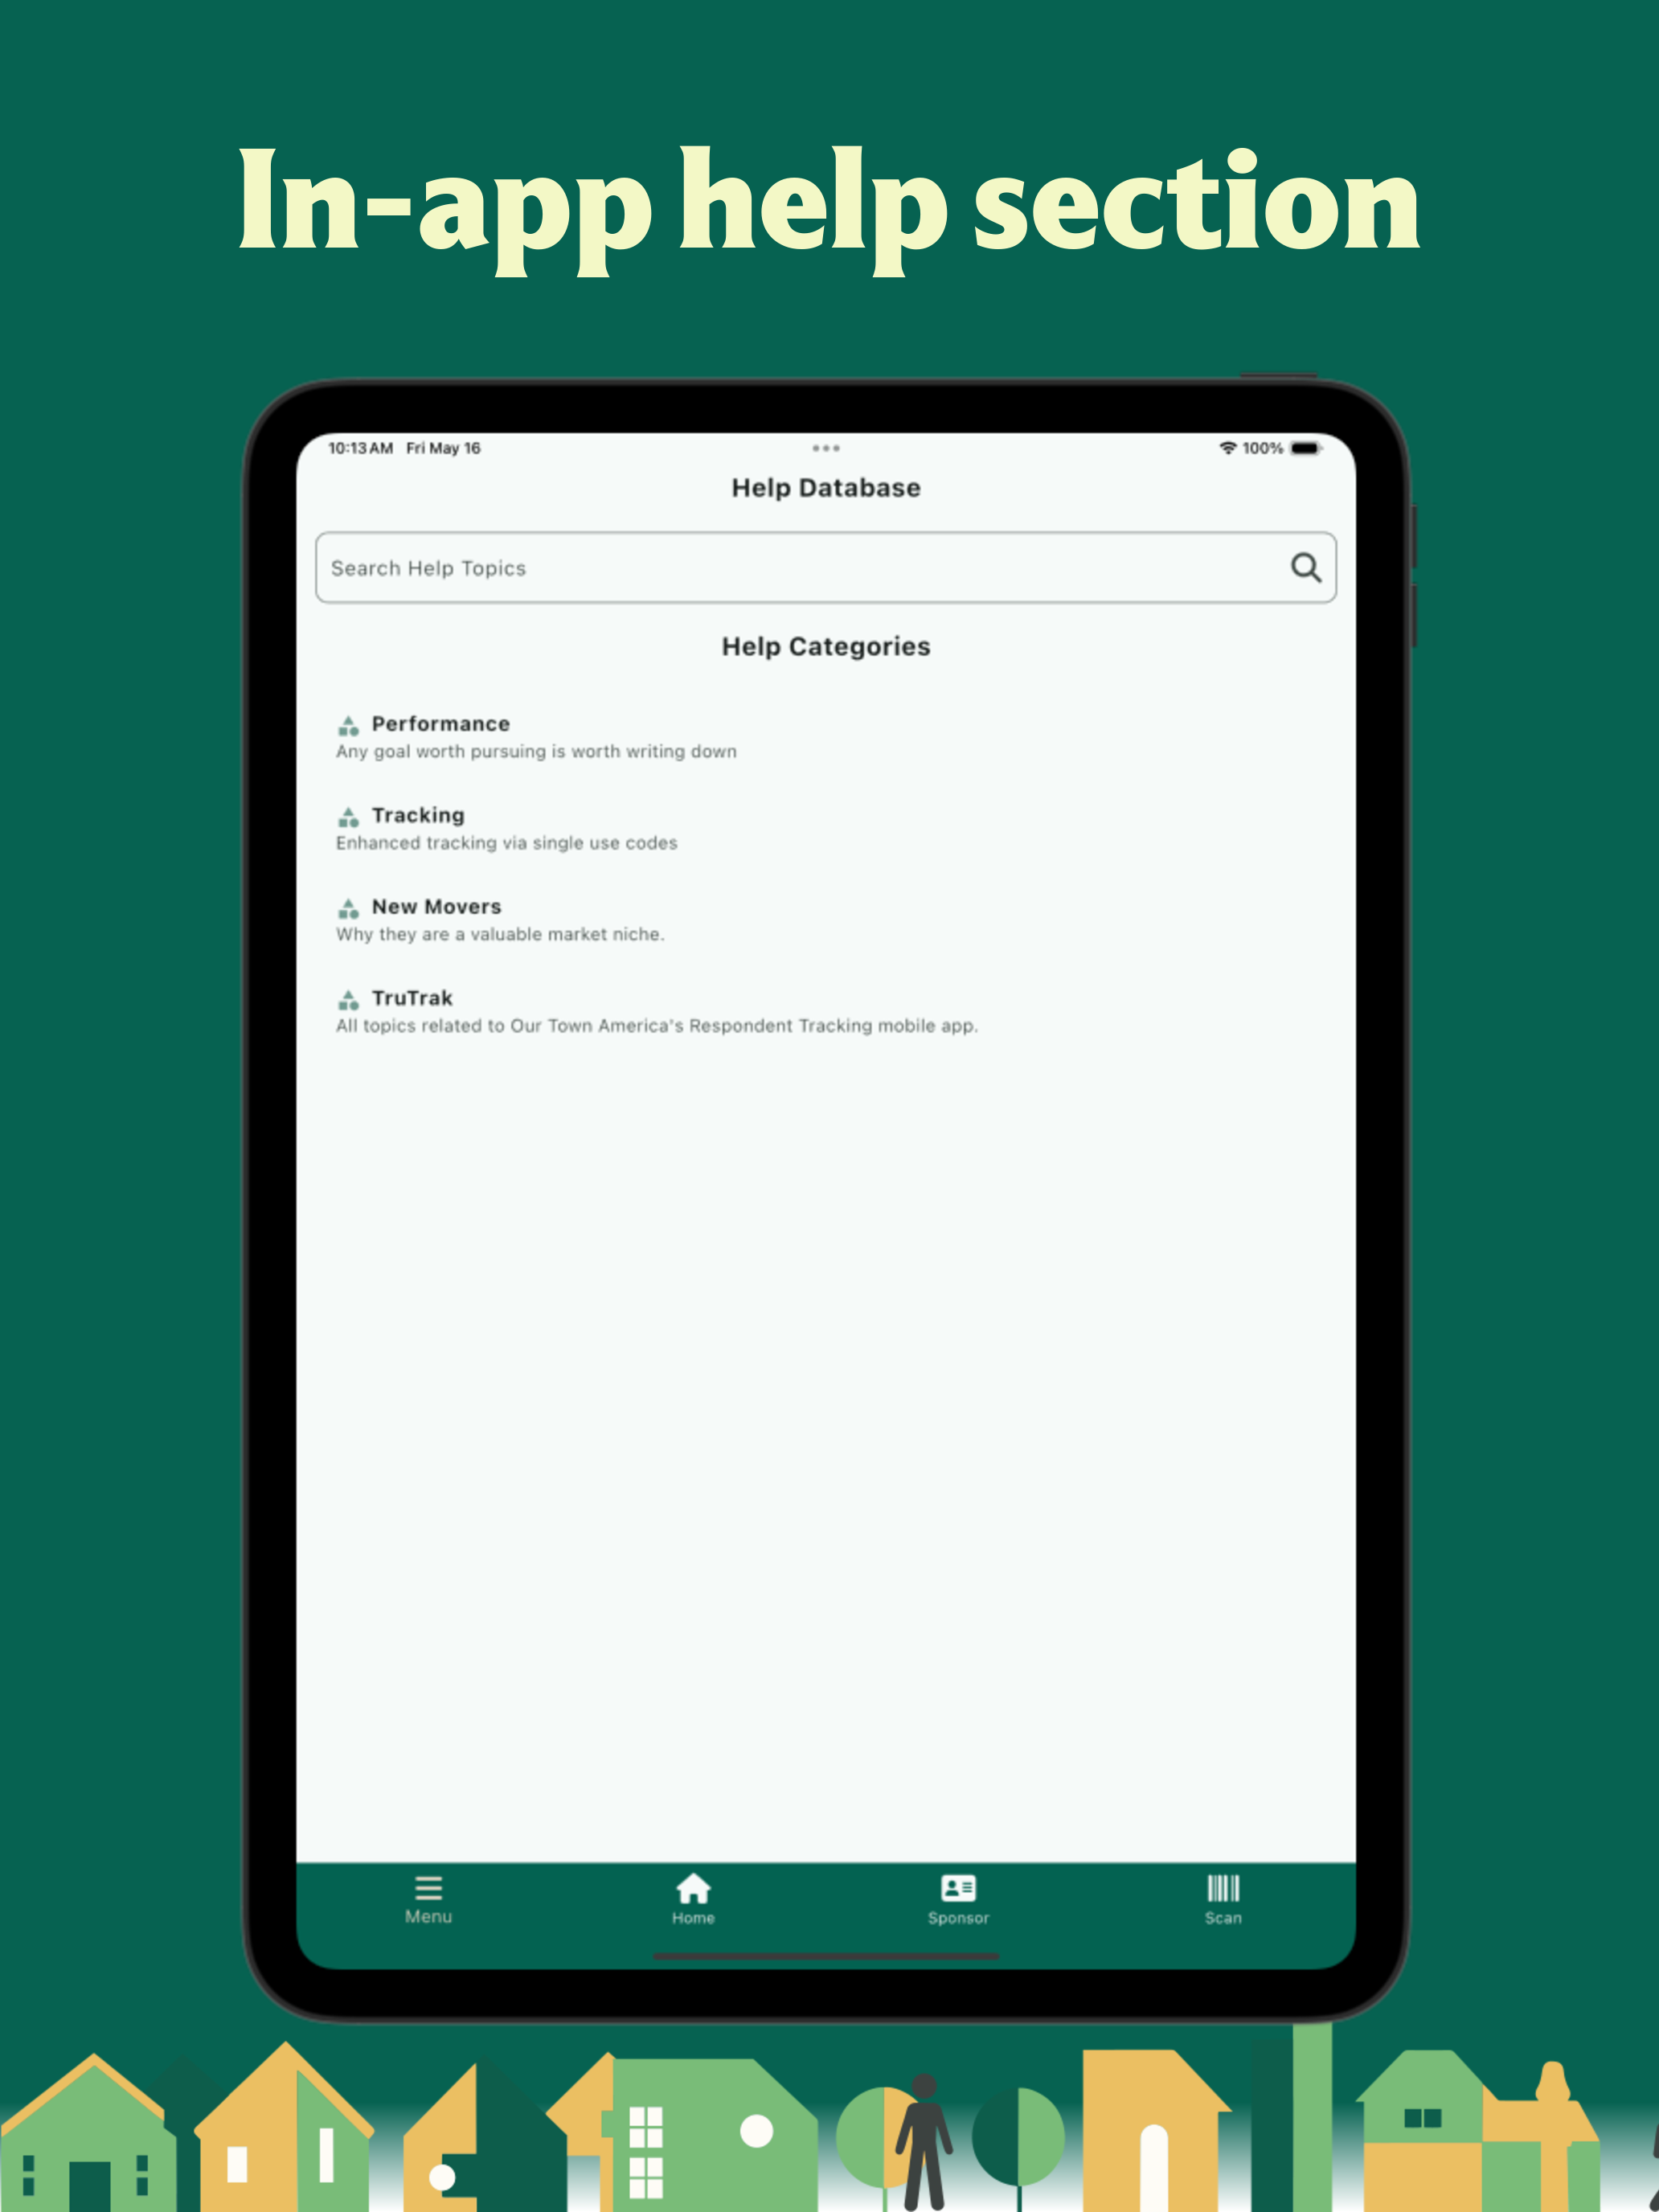 In-app help section
10:13 AM Fri May 16
100%
Help Database
Search Help Topics
Help Categories
Performance
Any goal worth pursuing is worth writing down
Tracking
Enhanced tracking via single use codes
New Movers
Why they are a valuable market niche.
TruTrak
All topics related to Our Town America's Respondent Tracking mobile app.
Menu
Home
Sponsor
Scan